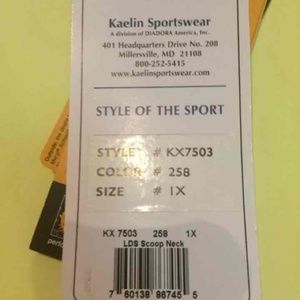 Kaelin Sportswear
A division of DIADORA America, Inc.
401 Headquarters Drive No. 208
Millersville, MD 21108
800-252-5415
www.kaelinsportswear.com
STYLE OF THE SPORT
STYLE # KX7503
COLOR # 258
SIZE # 1X
KX 7503 258 1X
LDS Scoop Neck
7 60138 86745 5